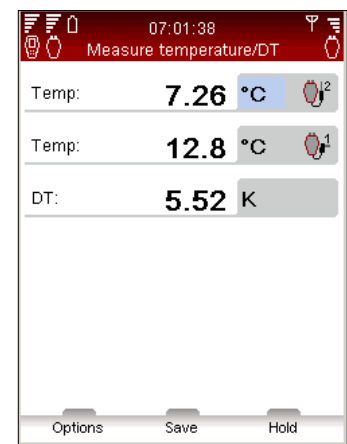 07:01:38
Measure temperature/DT
Temp: 7.26 °C 2
Temp: 12.8 °C 1
DT: 5.52 K
Options Save Hold